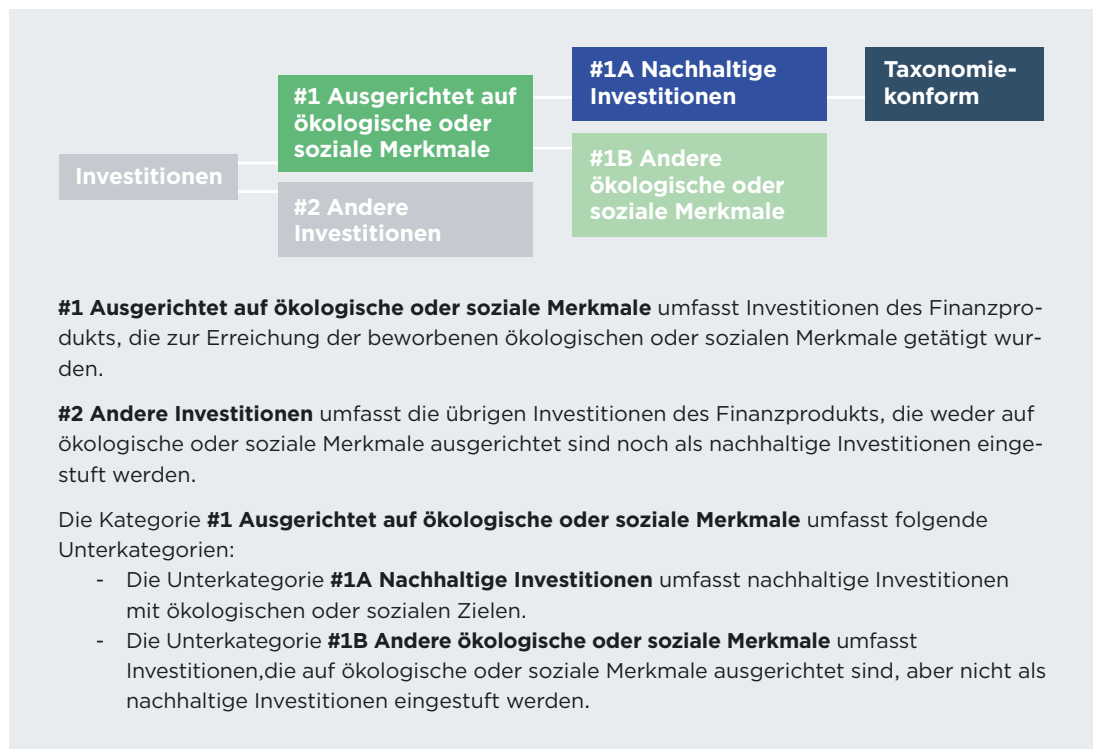 Investitionen
#1 Ausgerichtet auf
ökologische oder
soziale Merkmale
#2 Andere
Investitionen
#1A Nachhaltige
Investitionen
#1B Andere
ökologische oder
soziale Merkmale
Taxonomie-
konform
#1 Ausgerichtet auf ökologische oder soziale Merkmale umfasst Investitionen des Finanzpro-
dukts, die zur Erreichung der beworbenen ökologischen oder sozialen Merkmale getätigt wur-
den.
#2 Andere Investitionen umfasst die übrigen Investitionen des Finanzprodukts, die weder auf
ökologische oder soziale Merkmale ausgerichtet sind noch als nachhaltige Investitionen einge-
stuft werden.
Die Kategorie #1 Ausgerichtet auf ökologische oder soziale Merkmale umfasst folgende
Unterkategorien:
- Die Unterkategorie #1A Nachhaltige Investitionen umfasst nachhaltige Investitionen
mit ökologischen oder sozialen Zielen.
- Die Unterkategorie #1B Andere ökologische oder soziale Merkmale umfasst
Investitionen,die auf ökologische oder soziale Merkmale ausgerichtet sind, aber nicht als
nachhaltige Investitionen eingestuft werden.